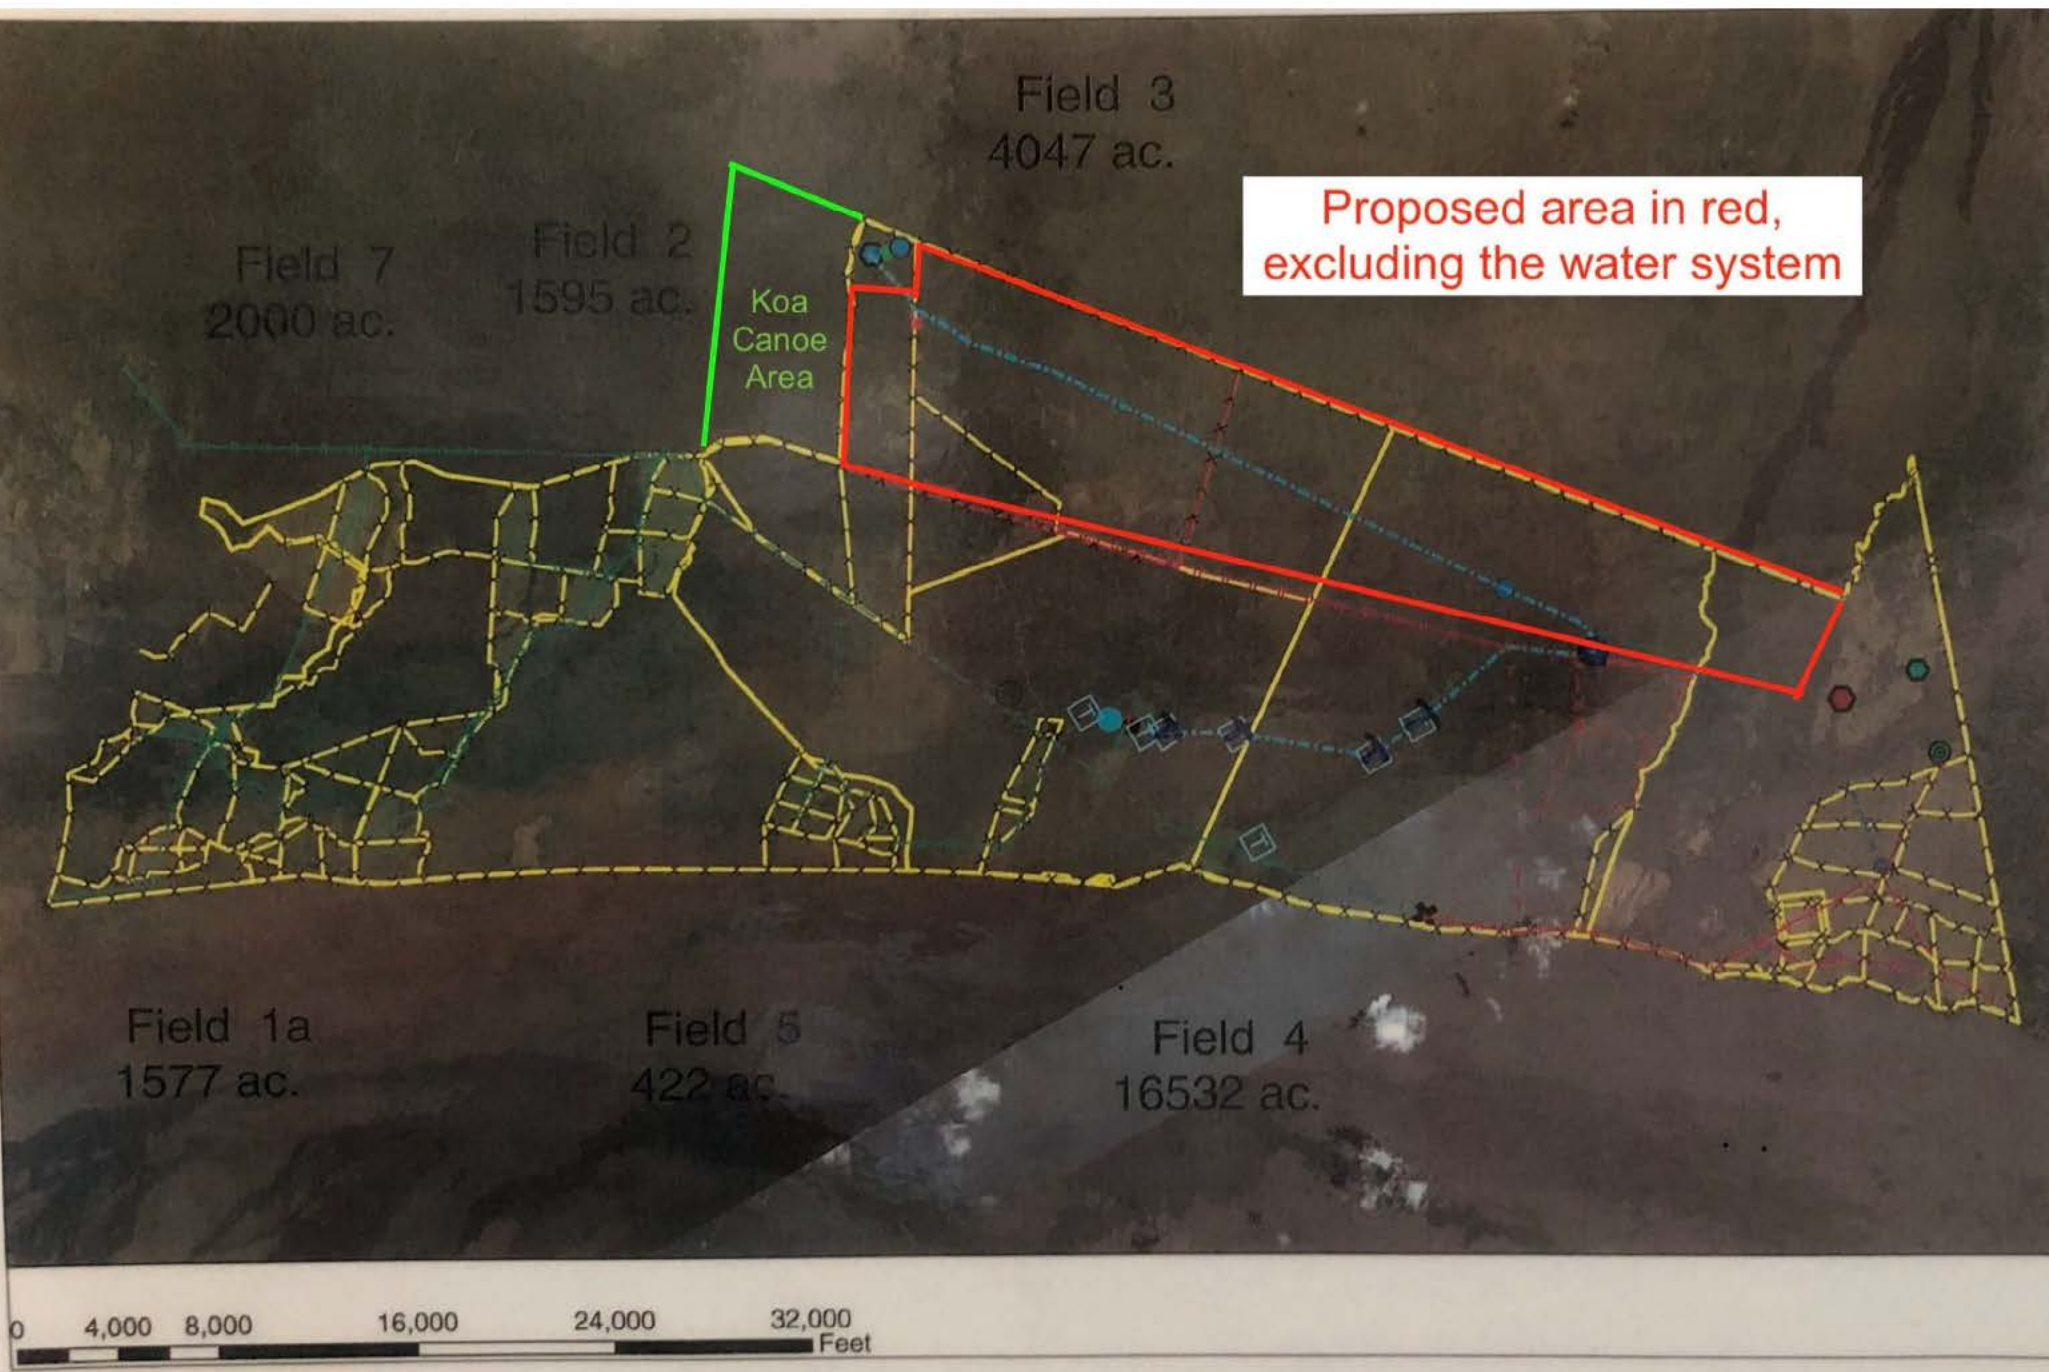 Field 3
4047 ac.
Proposed area in red,
excluding the water system
Field 7
2000 ac.
Field 2
1595 ac.
Koa
Canoe
Area
T
T
Field 1a
1577 ac.
Field 5
422 ac.
Field 4
16532 ac.
0 4,000 8,000 16,000 24,000 32,000
Feet